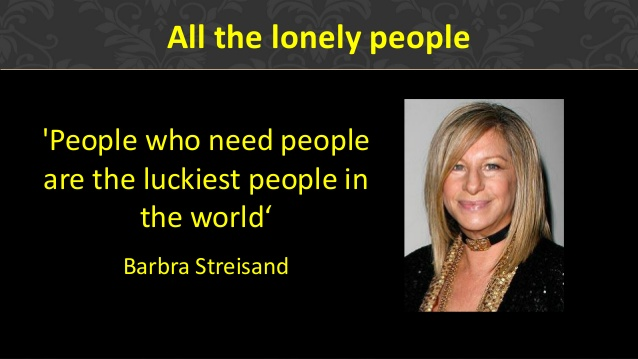 All the lonely people
'People who need people
are the luckiest people in
the world‘
Barbra Streisand